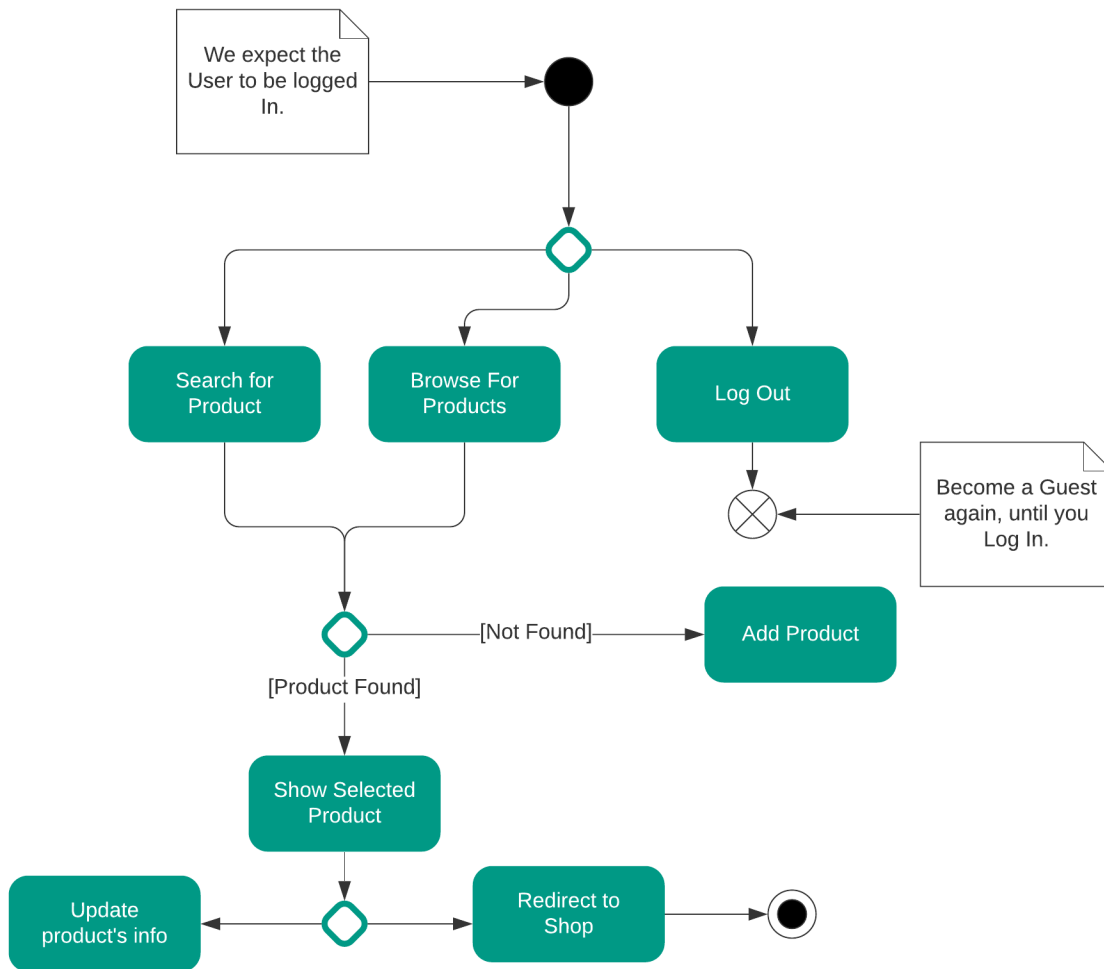 We expect the
User to be logged
In.
Search for
Product
Browse For
Products
Log Out
Become a Guest
again, until you
Log In.
[Not Found]
Add Product
[Product Found]
Show Selected
Product
Update
product's info
Redirect to
Shop